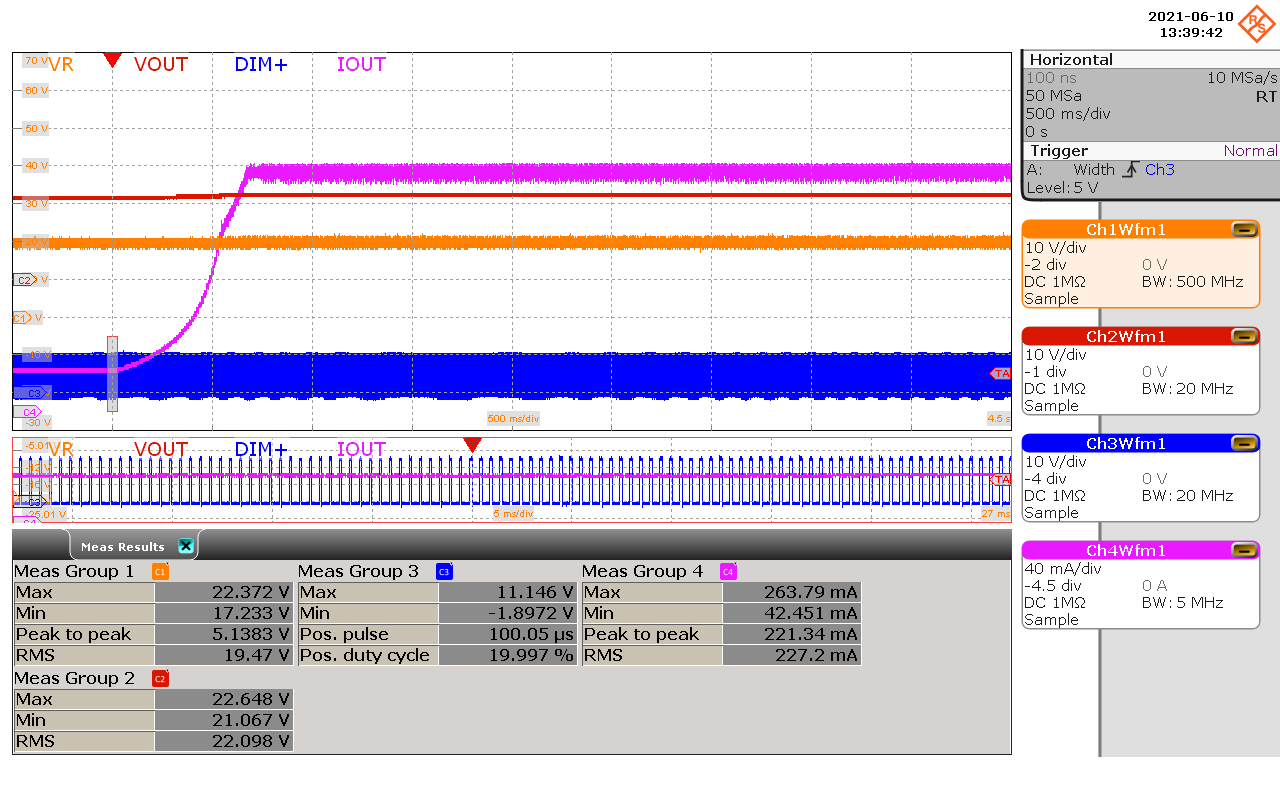 2021-06-10
13:39:42
R S
70 V VR VOUT DIM+ IOUT
60 V
50 V
40 V
30 V
20 V
C2 V
C1 V
10 V
C3
TA
C4
-30 V
500 ms/div
4.5 s
-5.01 VR VOUT DIM+ IOUT
TA
-25.01 V
5 ms/div
27 ms
Horizontal
100 ns 10 MSa/s
50 MSa RT
500 ms/div
0 s
Trigger Normal
A: Width Ch3
Level: 5 V
Ch1Wfm1
10 V/div
-2 div 0 V
DC 1MΩ BW: 500 MHz
Sample
Ch2Wfm1
10 V/div
-1 div 0 V
DC 1MΩ BW: 20 MHz
Sample
Ch3Wfm1
10 V/div
-4 div 0 V
DC 1MΩ BW: 20 MHz
Sample
Ch4Wfm1
40 mA/div
-4.5 div 0 A
DC 1MΩ BW: 5 MHz
Sample
Meas Results
Meas Group 1 C1
Max 22.372 V
Min 17.233 V
Peak to peak 5.1383 V
RMS 19.47 V
Meas Group 3 C3
Max 11.146 V
Min -1.8972 V
Pos. pulse 100.05 µs
Pos. duty cycle 19.997 %
Meas Group 4 C4
Max 263.79 mA
Min 42.451 mA
Peak to peak 221.34 mA
RMS 227.2 mA
Meas Group 2 C2
Max 22.648 V
Min 21.067 V
RMS 22.098 V